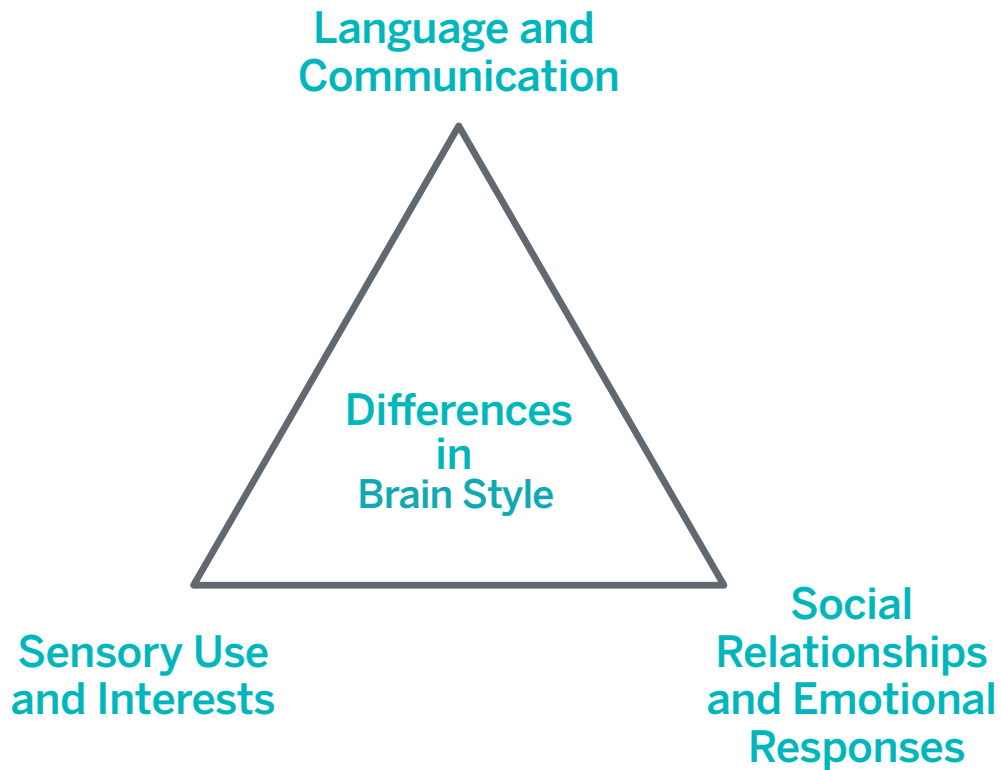 Language and
Communication
Differences
in
Brain Style
Sensory Use
and Interests
Social
Relationships
and Emotional
Responses